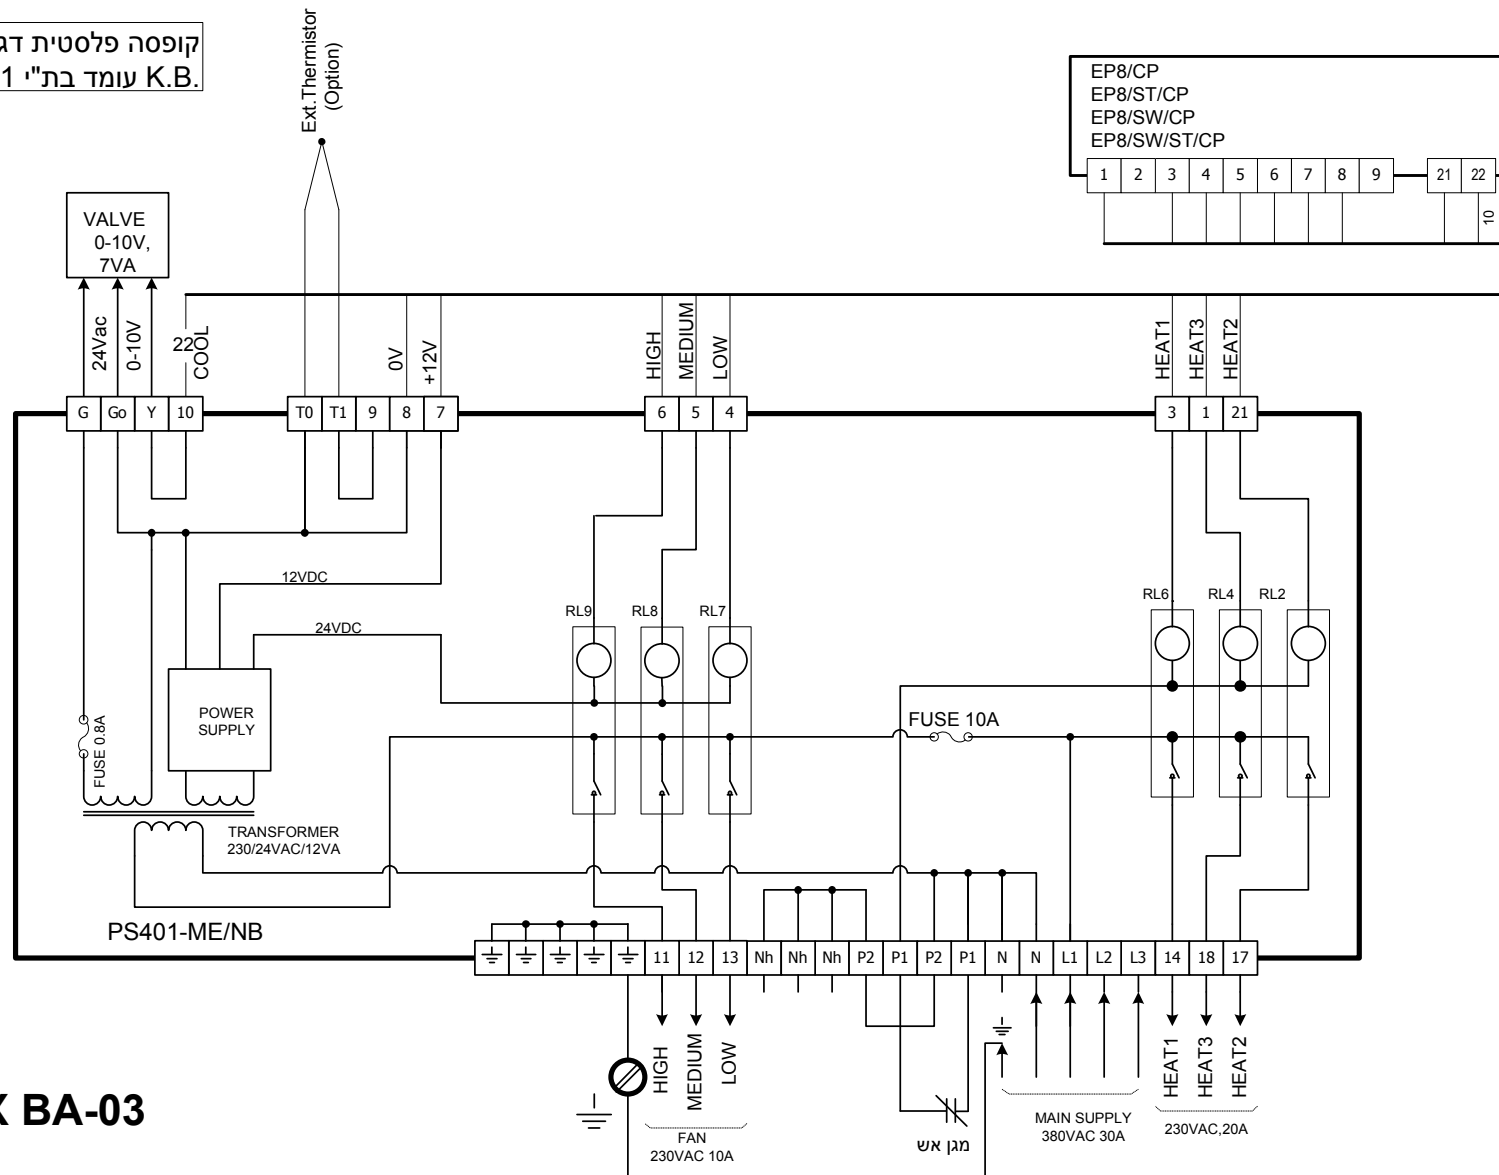 קופסה פלסטית דג
K.B. עומד בת"י 1
Ext.Thermistor
(Option)
EP8/CP
EP8/ST/CP
EP8/SW/CP
EP8/SW/ST/CP
1 2 3 4 5 6 7 8 9 21 22
10
VALVE
0-10V,
7VA
24Vac
0-10V
22
COOL
0V
+12V
HIGH
MEDIUM
LOW
HEAT1
HEAT3
HEAT2
G Go Y 10 T0 T1 9 8 7 6 5 4 3 1 21
12VDC
24VDC
RL9 RL8 RL7 RL6 RL4 RL2
POWER
SUPPLY
FUSE 0.8A
FUSE 10A
TRANSFORMER
230/24VAC/12VA
PS401-ME/NB
11 12 13 Nh Nh Nh P2 P1 P2 P1 N N L1 L2 L3 14 18 17
HIGH
MEDIUM
LOW
HEAT1
HEAT3
HEAT2
FAN
230VAC 10A
מגן אש
MAIN SUPPLY
380VAC 30A
230VAC,20A
X BA-03